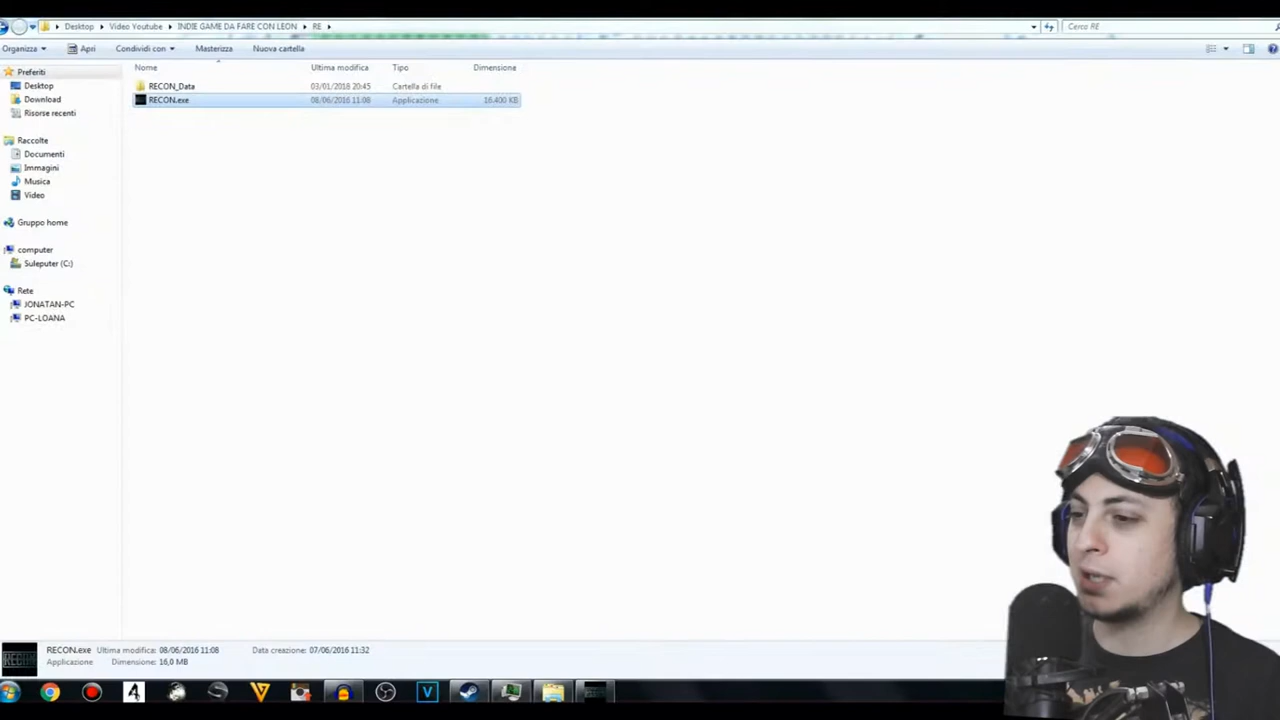 Desktop Video Youtube INDIE GAME DA FARE CON LEON RE Cerco RE
Organizza Apri Condividi con Masterizza Nuova cartella
Preferiti
Desktop
Download
Risorse recenti
Raccolte
Documenti
Immagini
Musica
Video
Gruppo home
computer
Suleputer (C:)
Rete
JONATAN-PC
PC-LOANA
Nome Ultima modifica Tipo Dimensione
RECON_Data 03/01/2018 20:45 Cartella di file
RECON.exe 08/06/2016 11:08 Applicazione 16.400 KB
RECON.exe Ultima modifica: 08/06/2016 11:08 Data creazione: 07/06/2016 11:32
Applicazione Dimensione: 16,0 MB